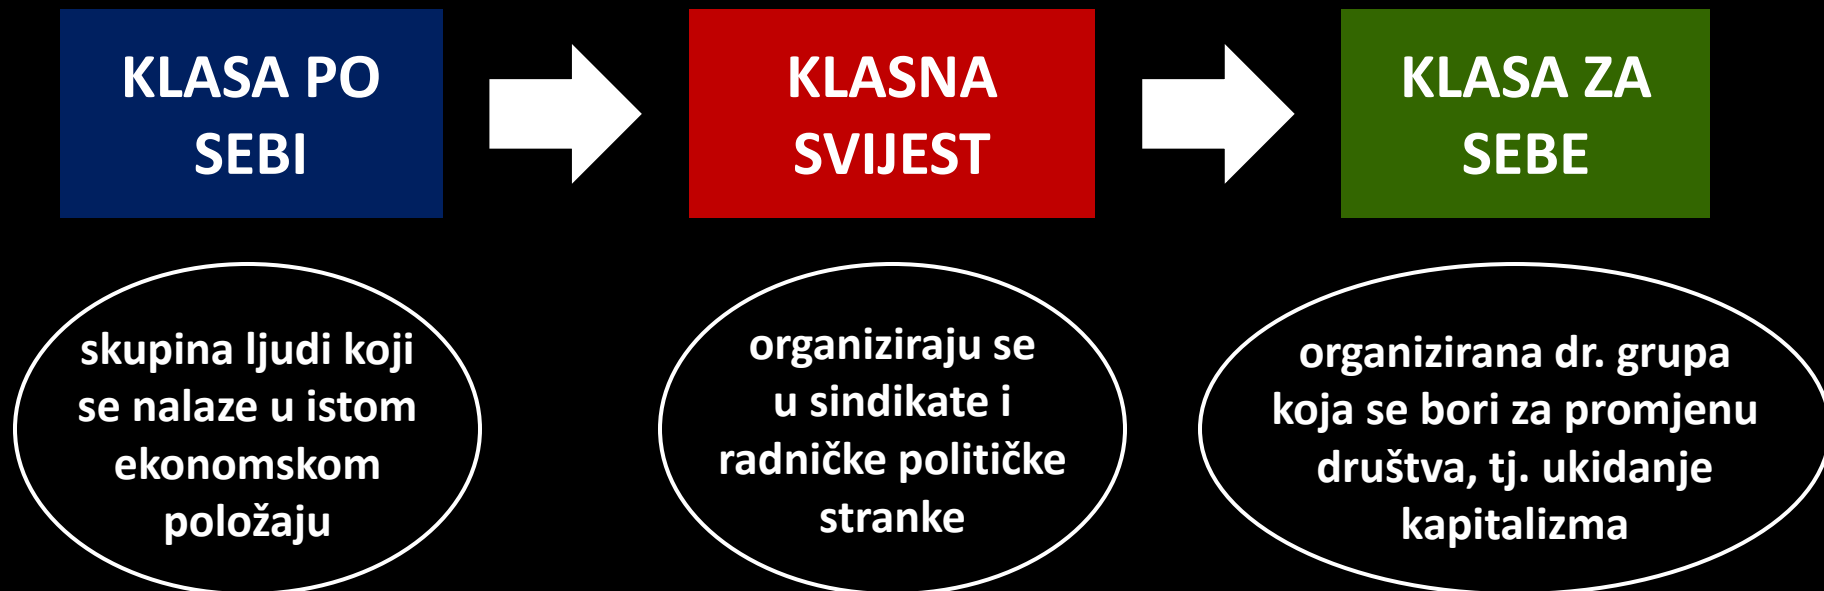 KLASA PO
SEBI
KLASNA
SVIJEST
KLASA ZA
SEBE
skupina ljudi koji
se nalaze u istom
ekonomskom
položaju
organiziraju se
u sindikate i
radničke političke
stranke
organizirana dr. grupa
koja se bori za promjenu
društva, tj. ukidanje
kapitalizma